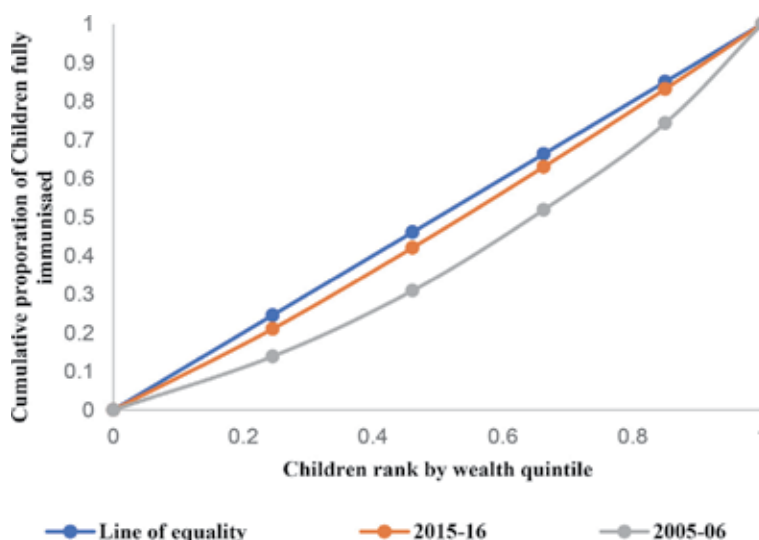 Cumulative proporation of Children fully
immunisaed
1
0.9
0.8
0.7
0.6
0.5
0.4
0.3
0.2
0.1
0
0 0.2 0.4 0.6 0.8 1
Children rank by wealth quintile
Line of equality 2015-16 2005-06